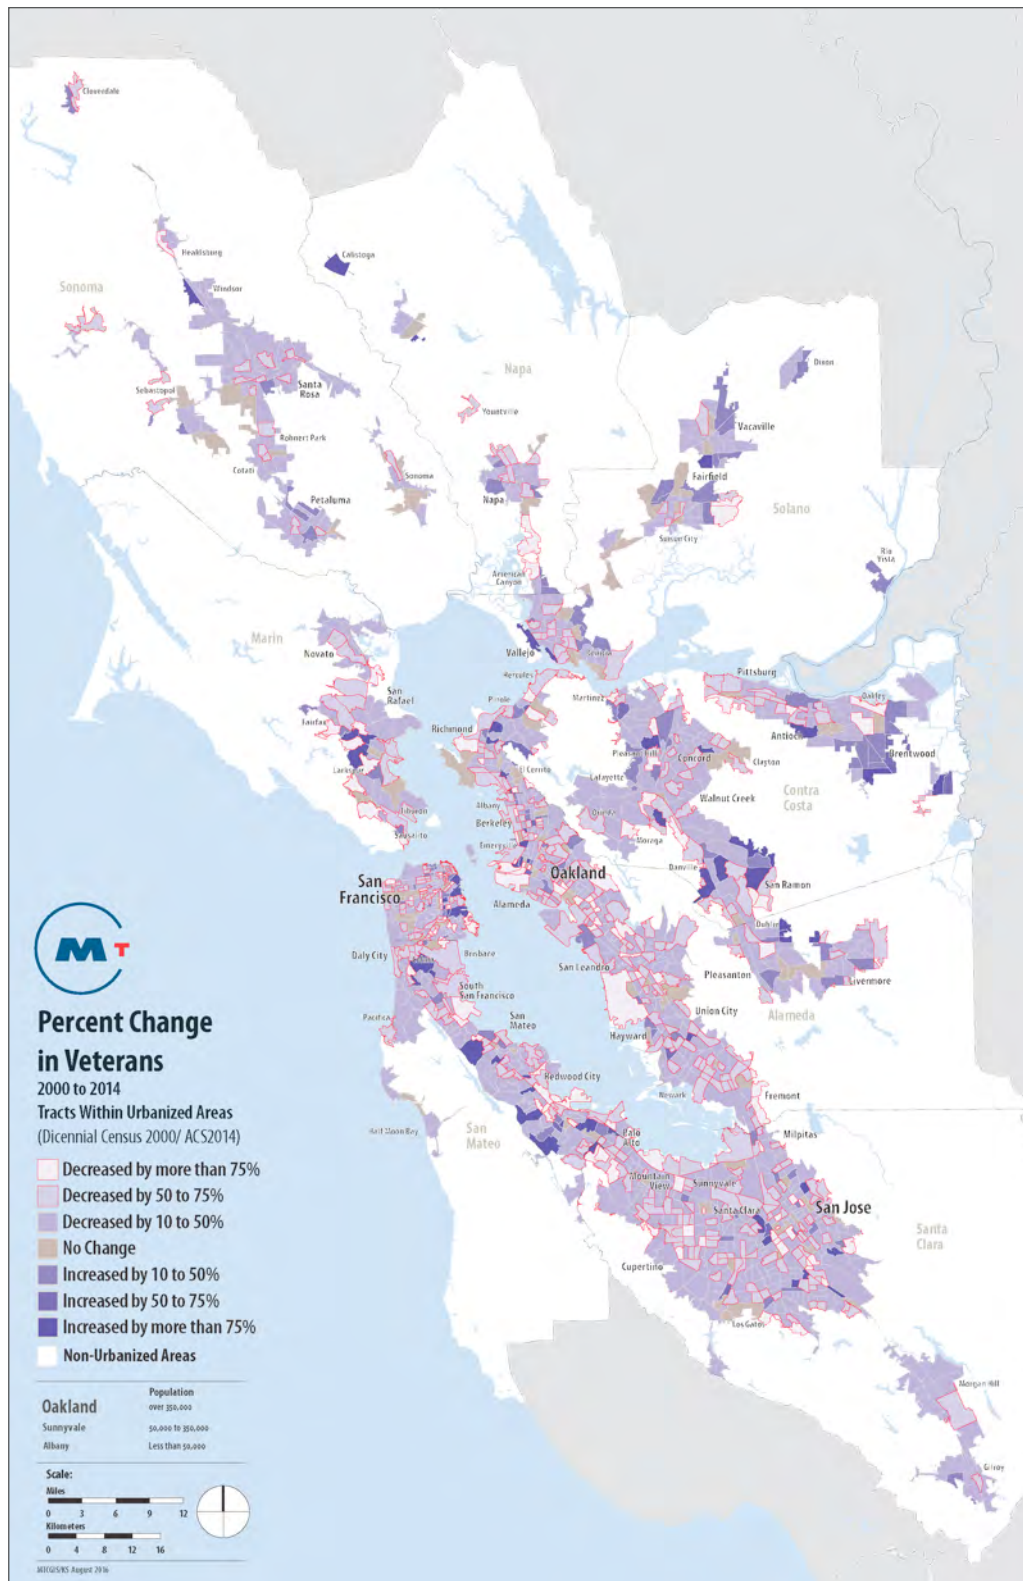 Cloverdale
Healdsburg
Calistoga
Sonoma
Windsor
Napa
Dixon
Santa
Rosa
Sebastopol
Yountville
Vacaville
Rohnert Park
Fairfield
Cotati
Sonoma
Napa
Solano
Petaluma
Suisun City
Rio
Vista
American
Canyon
Marin
Novato
Vallejo
Benicia
Hercules
Pittsburg
San
Rafael
Pinole
Martinez
Oakley
Fairfax
Richmond
Antioch
Pleasant Hill
Concord
Brentwood
Clayton
El Cerrito
Larkspur
Lafayette
Contra
Costa
Albany
Walnut Creek
Tiburon
Orinda
Berkeley
Sausalito
Moraga
Emeryville
San
Francisco
Oakland
Danville
San Ramon
Alameda
Dublin
Daly City
Brisbane
San Leandro
Pleasanton
Livermore
South
San Francisco
Union City
Alameda
Pacifica
San
Mateo
Hayward
Redwood City
Newark
Fremont
Half Moon Bay
San
Mateo
Palo
Alto
Milpitas
Mountain
View
Sunnyvale
Santa Clara
San Jose
Santa
Clara
Cupertino
Los Gatos
Morgan Hill
Gilroy
M T
Percent Change
in Veterans
2000 to 2014
Tracts Within Urbanized Areas
(Dicennial Census 2000/ ACS2014)
Decreased by more than 75%
Decreased by 50 to 75%
Decreased by 10 to 50%
No Change
Increased by 10 to 50%
Increased by 50 to 75%
Increased by more than 75%
Non-Urbanized Areas
Population
Oakland over 350,000
Sunnyvale 50,000 to 350,000
Albany Less than 50,000
Scale:
Miles
0 3 6 9 12
Kilometers
0 4 8 12 16
MTCGIS/KS August 2016